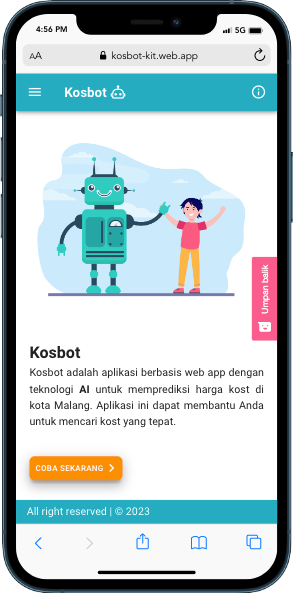 4:56 PM 5G
AA kosbot-kit.web.app
Kosbot
Umpan balik
Kosbot
Kosbot adalah aplikasi berbasis web app dengan
teknologi AI untuk memprediksi harga kost di
kota Malang. Aplikasi ini dapat membantu Anda
untuk mencari kost yang tepat.
COBA SEKARANG
All right reserved | © 2023